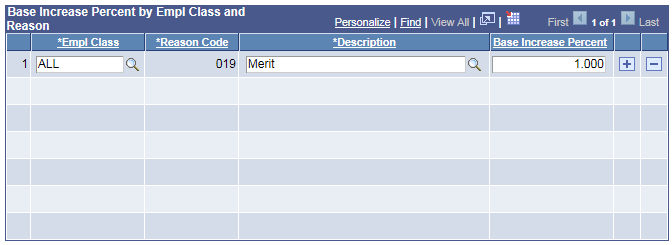 Base Increase Percent by Empl Class and
Reason
Personalize | Find | View All | | First 1 of 1 Last
*Empl Class *Reason Code *Description Base Increase Percent
1 ALL 019 Merit 1.000